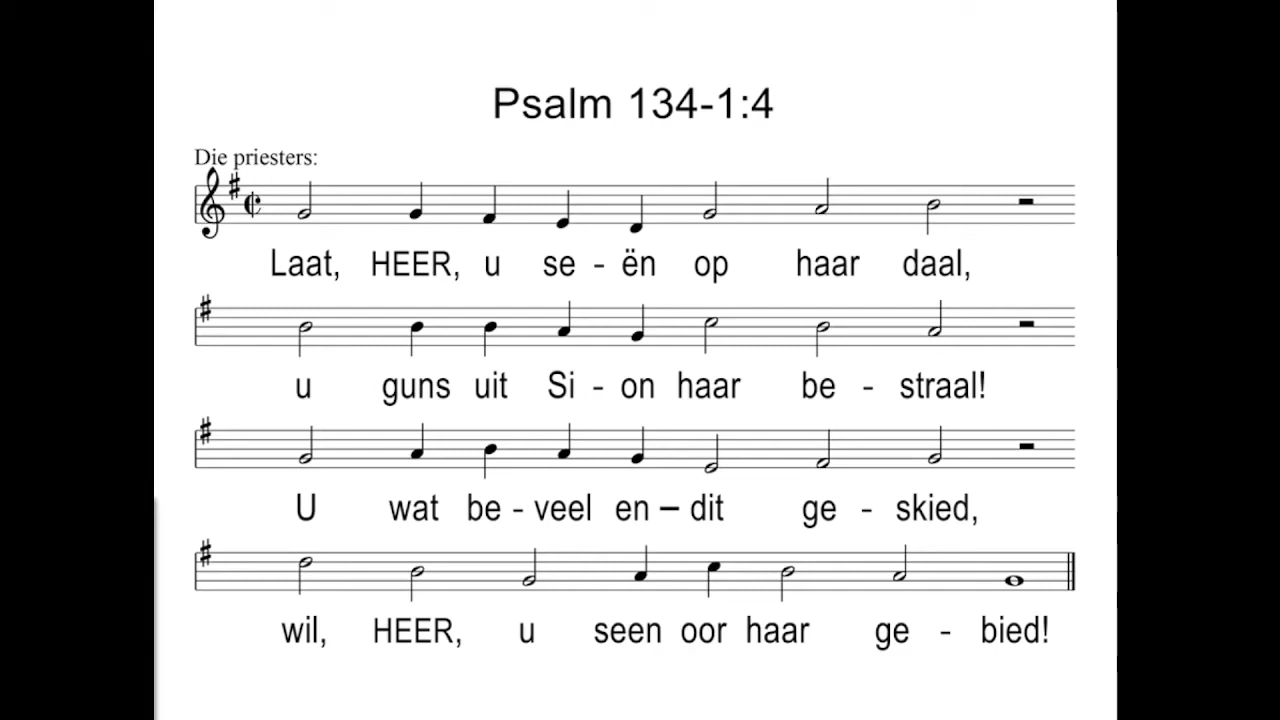 Psalm 134-1:4
Die priesters:
Laat, HEER, u se - ën op haar daal,
u guns uit Si - on haar be - straal!
U wat be - veel en – dit ge - skied,
wil, HEER, u seen oor haar ge - bied!